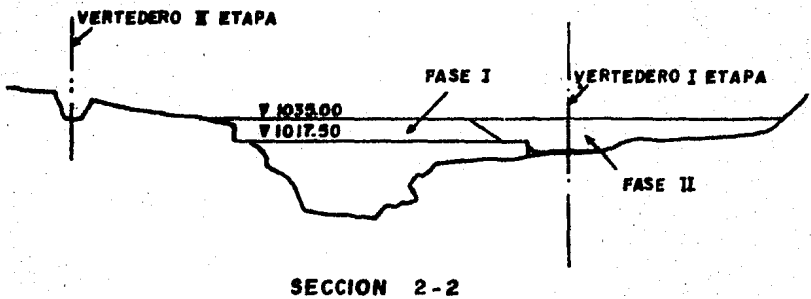 VERTEDERO II ETAPA
FASE I
VERTEDERO I ETAPA
▼ 1035.00
▼ 1017.50
FASE II
SECCION 2-2